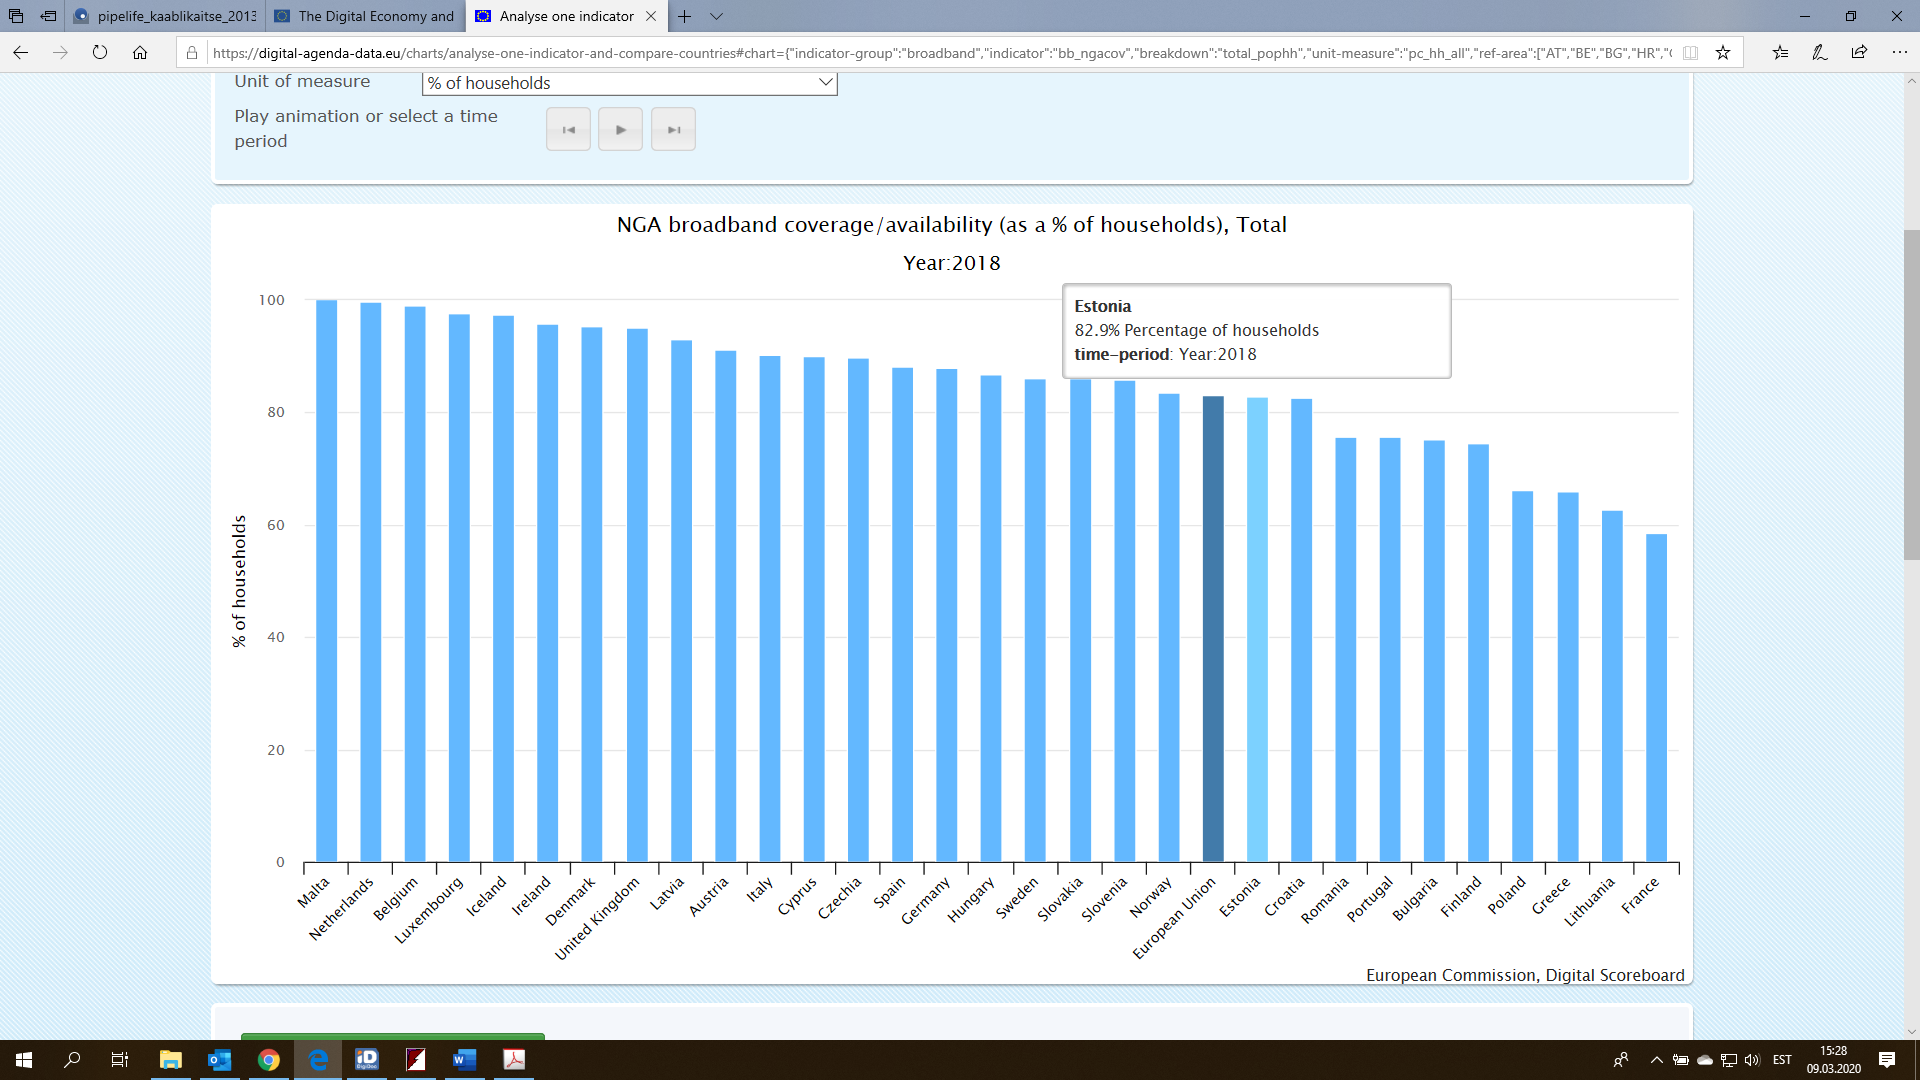 pipelife_kaablikaitse_2013
The Digital Economy and
Analyse one indicator
https://digital-agenda-data.eu/charts/analyse-one-indicator-and-compare-countries#chart={"indicator-group":"broadband","indicator":"bb_ngacov","breakdown":"total_pophh","unit-measure":"pc_hh_all","ref-area":["AT","BE","BG","HR","C
Unit of measure
% of households
Play animation or select a time
period
NGA broadband coverage/availability (as a % of households), Total
Year:2018
Estonia
82.9% Percentage of households
time-period: Year:2018
100
80
60
40
20
0
% of households
Malta
Netherlands
Belgium
Luxembourg
Iceland
Ireland
Denmark
United Kingdom
Latvia
Austria
Italy
Cyprus
Czechia
Spain
Germany
Hungary
Sweden
Slovakia
Slovenia
Norway
European Union
Estonia
Croatia
Romania
Portugal
Bulgaria
Finland
Poland
Greece
Lithuania
France
European Commission, Digital Scoreboard
EST
15:28
09.03.2020